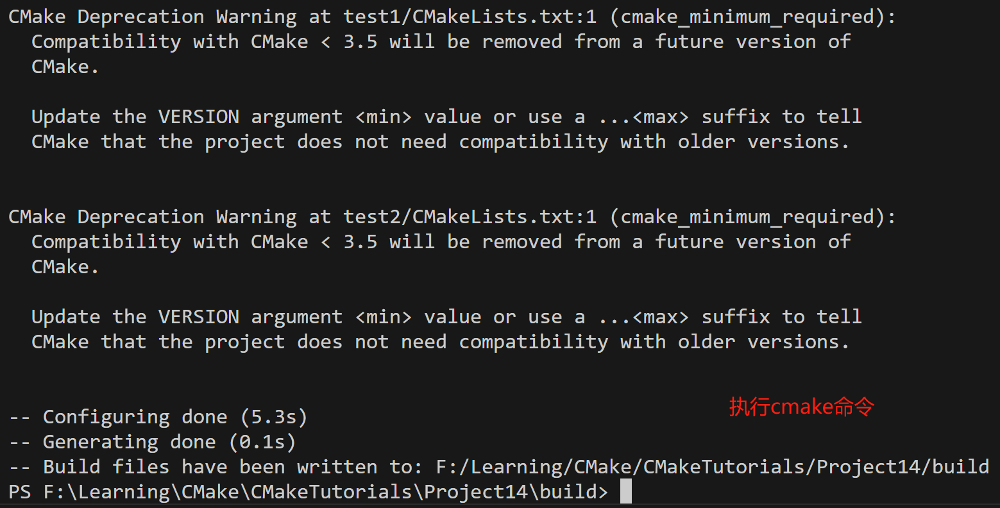 CMake Deprecation Warning at test1/CMakeLists.txt:1 (cmake_minimum_required):
Compatibility with CMake < 3.5 will be removed from a future version of
CMake.
Update the VERSION argument <min> value or use a ...<max> suffix to tell
CMake that the project does not need compatibility with older versions.
CMake Deprecation Warning at test2/CMakeLists.txt:1 (cmake_minimum_required):
Compatibility with CMake < 3.5 will be removed from a future version of
CMake.
Update the VERSION argument <min> value or use a ...<max> suffix to tell
CMake that the project does not need compatibility with older versions.
执行cmake命令
-- Configuring done (5.3s)
-- Generating done (0.1s)
-- Build files have been written to: F:/Learning/CMake/CMakeTutorials/Project14/build
PS F:\Learning\CMake\CMakeTutorials\Project14\build>